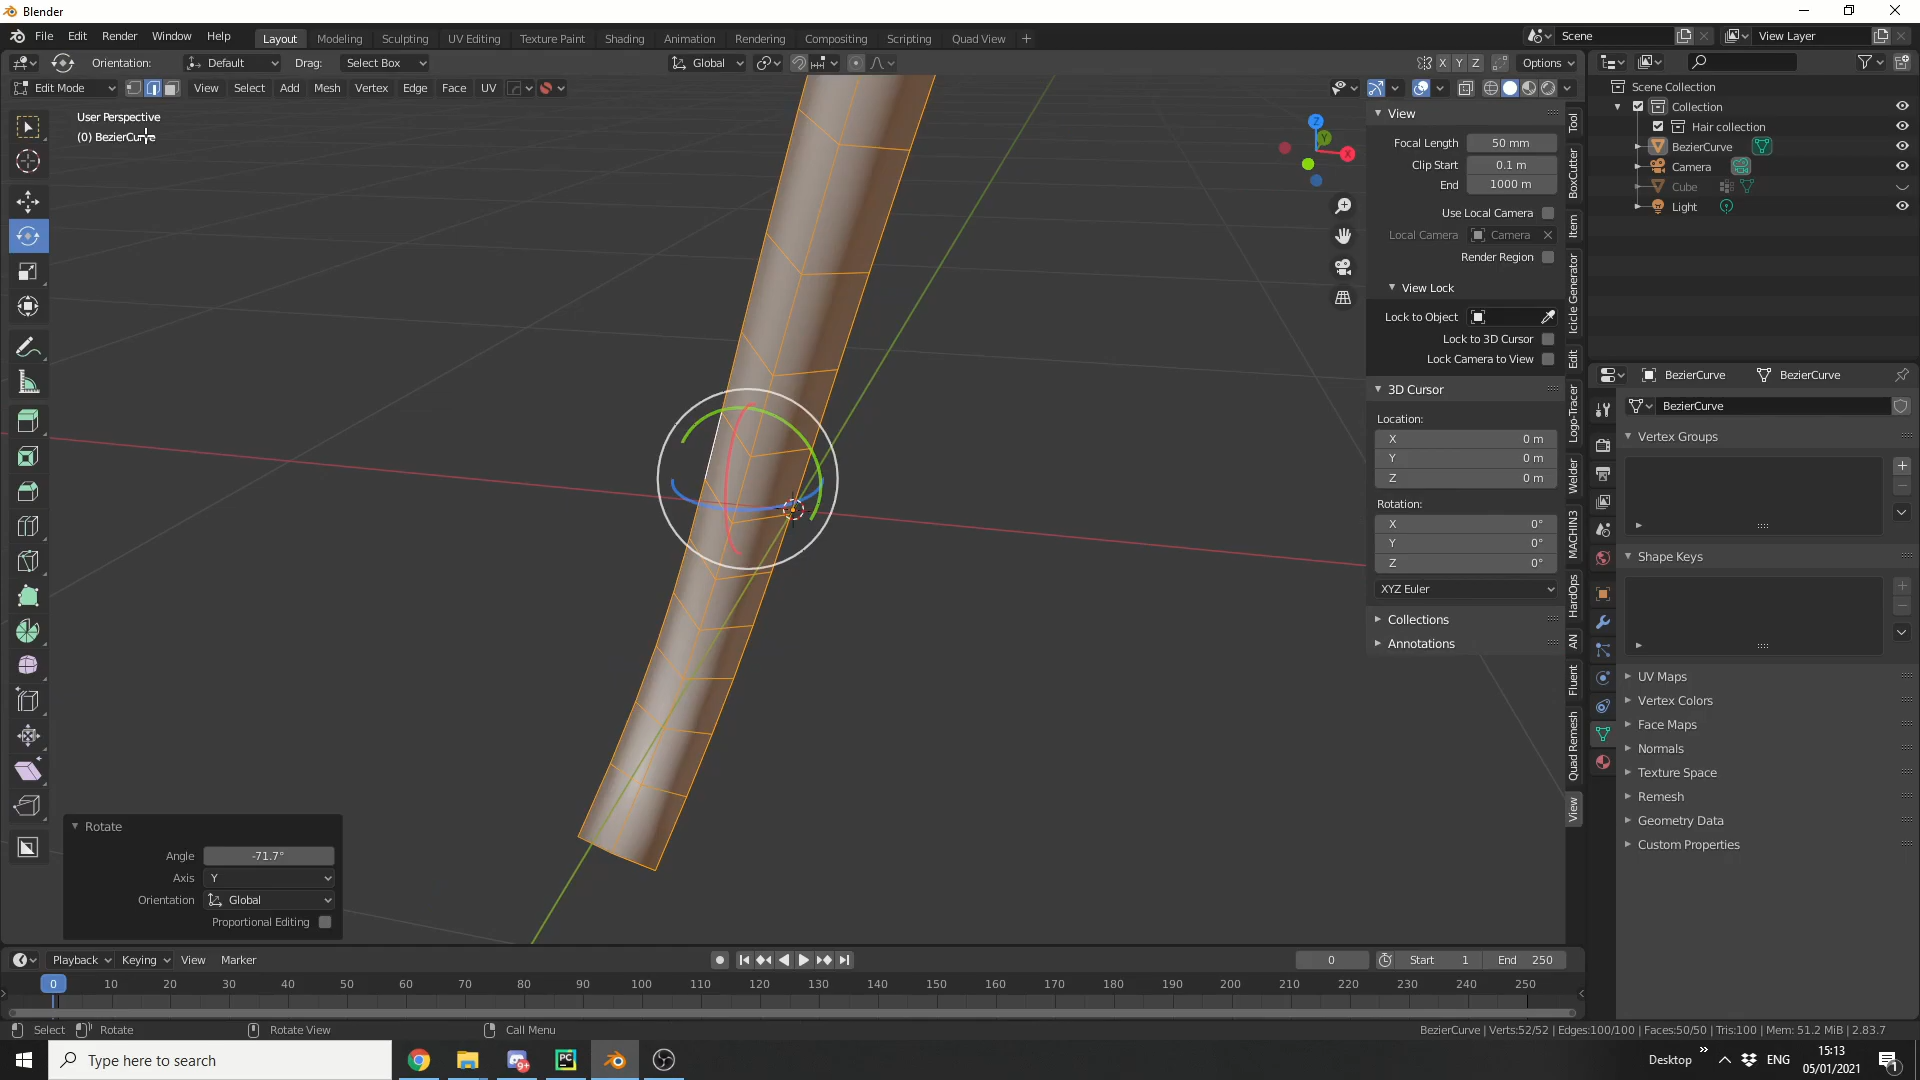 Blender
File Edit Render Window Help Layout Modeling Sculpting UV Editing Texture Paint Shading Animation Rendering Compositing Scripting Quad View + Scene View Layer
Orientation: Default Drag: Select Box Global X Y Z Options
Edit Mode View Select Add Mesh Vertex Edge Face UV
User Perspective
(0) BezierCurve
Z
Y
X
View
Focal Length 50 mm
Clip Start 0.1 m
End 1000 m
Use Local Camera
Local Camera Camera
Render Region
View Lock
Lock to Object
Lock to 3D Cursor
Lock Camera to View
3D Cursor
Location:
X 0 m
Y 0 m
Z 0 m
Rotation:
X 0°
Y 0°
Z 0°
XYZ Euler
Collections
Annotations
Tool
BoxCutter
Item
Icicle Generator
Edit
Logo-Tracer
Welder
MACHIN3
HardOps
AN
Fluent
Quad Remesh
View
Scene Collection
Collection
Hair collection
BezierCurve
Camera
Cube
Light
BezierCurve BezierCurve
BezierCurve
Vertex Groups
Shape Keys
UV Maps
Vertex Colors
Face Maps
Normals
Texture Space
Remesh
Geometry Data
Custom Properties
Rotate
Angle -71.7°
Axis Y
Orientation Global
Proportional Editing
Playback Keying View Marker 0 Start 1 End 250
0 10 20 30 40 50 60 70 80 90 100 110 120 130 140 150 160 170 180 190 200 210 220 230 240 250
Select Rotate Rotate View Call Menu BezierCurve | Verts:52/52 | Edges:100/100 | Faces:50/50 | Tris:100 | Mem: 51.2 MiB | 2.83.7
Type here to search PC 9+ Desktop ENG 15:13
05/01/2021 1